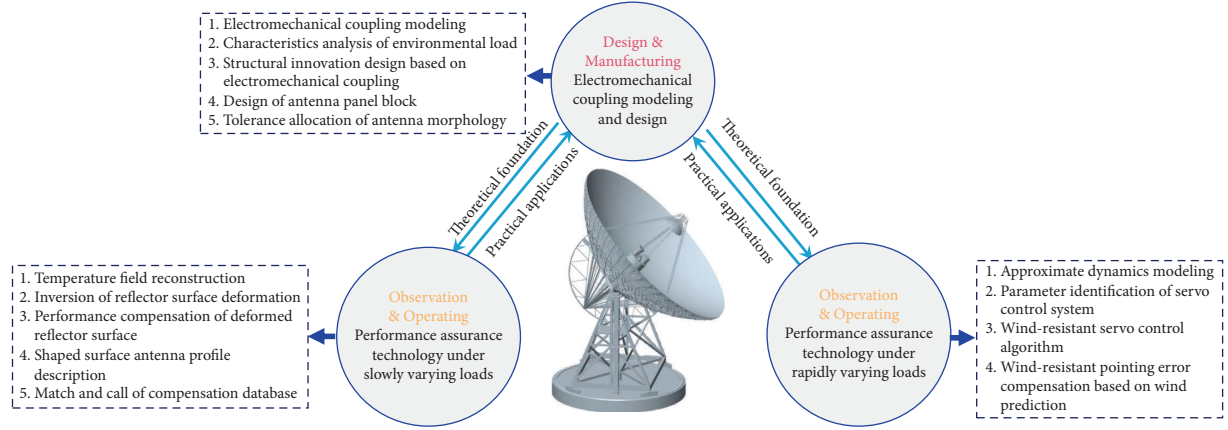 1. Electromechanical coupling modeling
2. Characteristics analysis of environmental load
3. Structural innovation design based on
electromechanical coupling
4. Design of antenna panel block
5. Tolerance allocation of antenna morphology
Design &
Manufacturing
Electromechanical
coupling modeling
and design
Theoretical foundation
Practical applications
Theoretical foundation
Practical applications
1. Temperature field reconstruction
2. Inversion of reflector surface deformation
3. Performance compensation of deformed
reflector surface
4. Shaped surface antenna profile
description
5. Match and call of compensation database
Observation
& Operating
Performance assurance
technology under
slowly varying loads
Observation
& Operating
Performance assurance
technology under
rapidly varying loads
1. Approximate dynamics modeling
2. Parameter identification of servo
control system
3. Wind-resistant servo control
algorithm
4. Wind-resistant pointing error
compensation based on wind
prediction